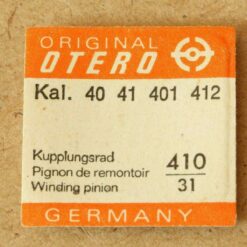 ORIGINAL
OTERO
Kal. 40 41 401 412
Kupplungsrad
Pignon de remontoir
Winding pinion
410
31
GERMANY